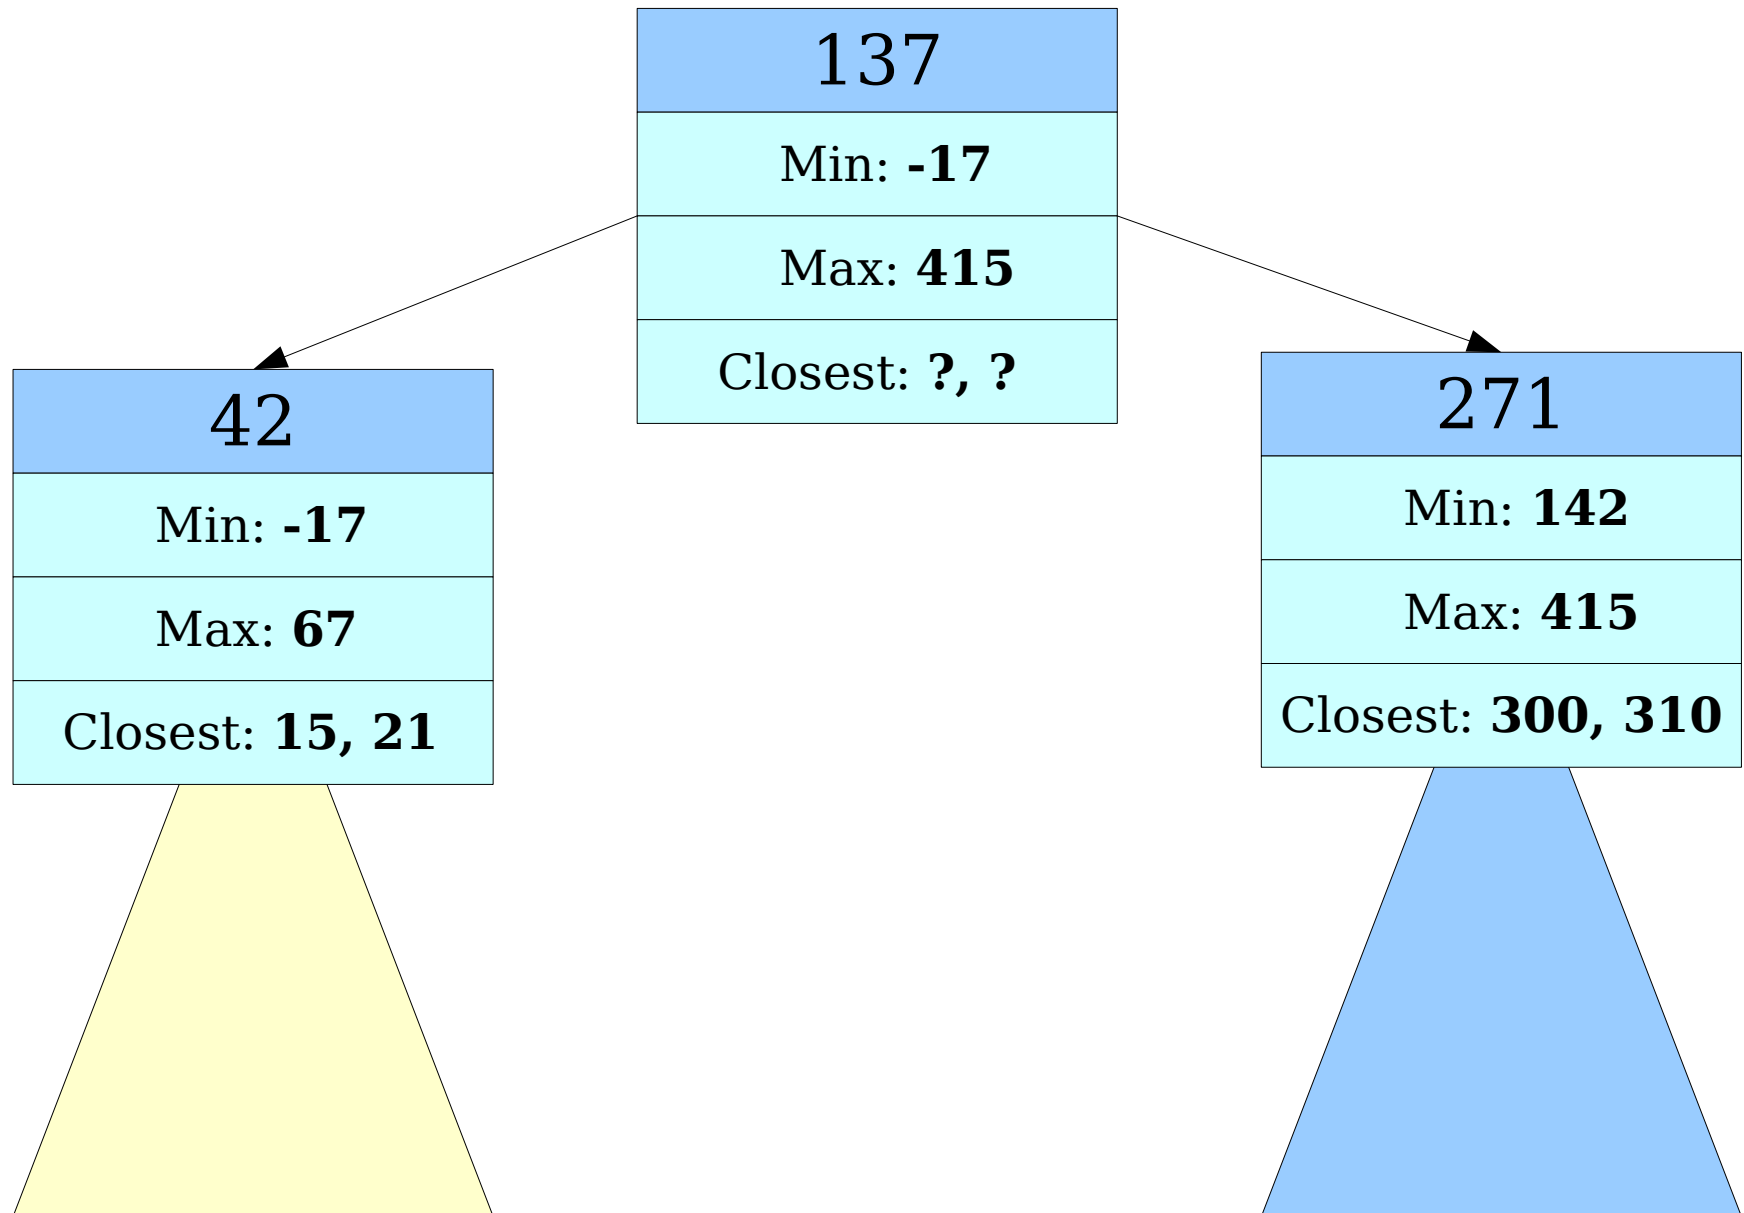 137
Min: -17
Max: 415
Closest: ?, ?
42
Min: -17
Max: 67
Closest: 15, 21
271
Min: 142
Max: 415
Closest: 300, 310